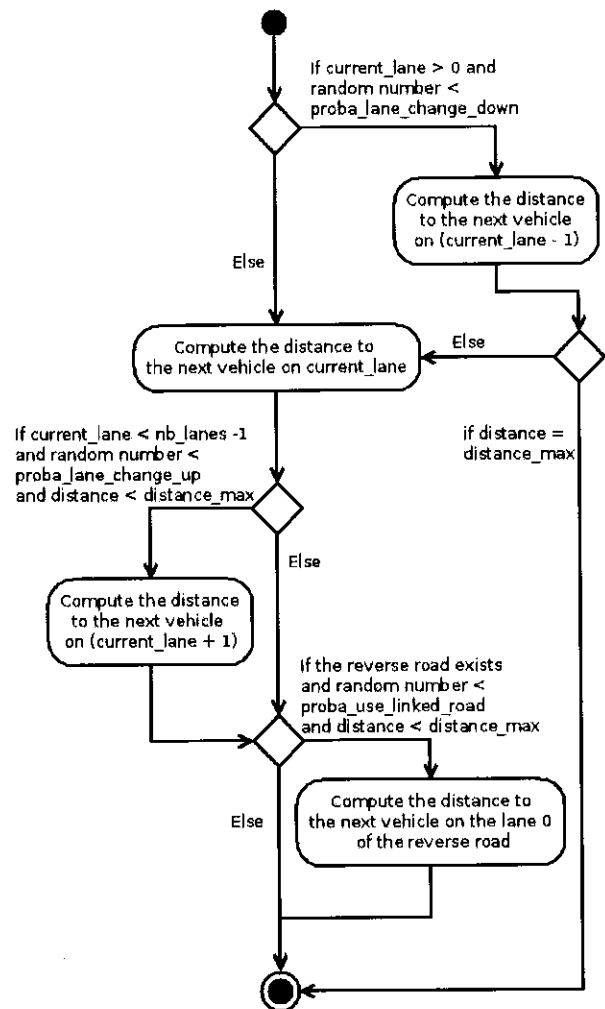 If current_lane > 0 and
random number <
proba_lane_change_down
Compute the distance
to the next vehicle
on (current_lane - 1)
Else
Compute the distance to
the next vehicle on current_lane
Else
If current_lane < nb_lanes -1
and random number <
proba_lane_change_up
and distance < distance_max
if distance =
distance_max
Else
Compute the distance
to the next vehicle
on (current_lane + 1)
If the reverse road exists
and random number <
proba_use_linked_road
and distance < distance_max
Else
Compute the distance to
the next vehicle on the lane 0
of the reverse road